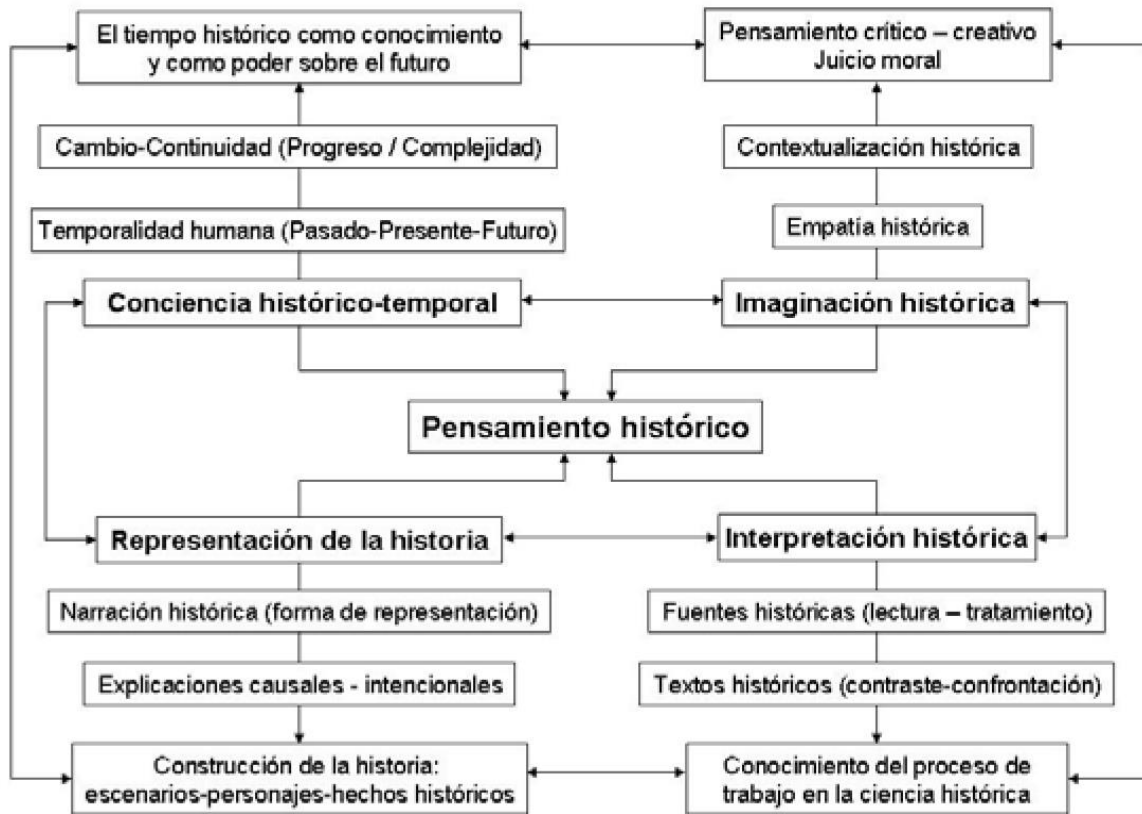 El tiempo histórico como conocimiento
y como poder sobre el futuro
Pensamiento crítico – creativo
Juicio moral
Cambio-Continuidad (Progreso / Complejidad)
Contextualización histórica
Temporalidad humana (Pasado-Presente-Futuro)
Empatía histórica
Conciencia histórico-temporal
Imaginación histórica
Pensamiento histórico
Representación de la historia
Interpretación histórica
Narración histórica (forma de representación)
Fuentes históricas (lectura – tratamiento)
Explicaciones causales - intencionales
Textos históricos (contraste-confrontación)
Construcción de la historia:
escenarios-personajes-hechos históricos
Conocimiento del proceso de
trabajo en la ciencia histórica